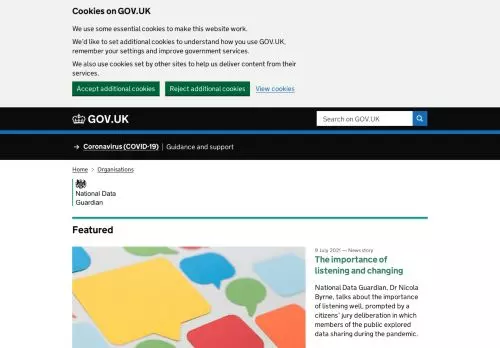 Cookies on GOV.UK
We use some essential cookies to make this website work.
We'd like to set additional cookies to understand how you use GOV.UK,
remember your settings and improve government services.
We also use cookies set by other sites to help us deliver content from their
services.
Accept additional cookies Reject additional cookies View cookies
GOV.UK Search on GOV.UK
→ Coronavirus (COVID-19) | Guidance and support
Home > Organisations
National Data
Guardian
Featured
9 July 2021 — News story
The importance of
listening and changing
National Data Guardian, Dr Nicola
Byrne, talks about the importance
of listening well, prompted by a
citizens' jury deliberation in which
members of the public explored
data sharing during the pandemic.